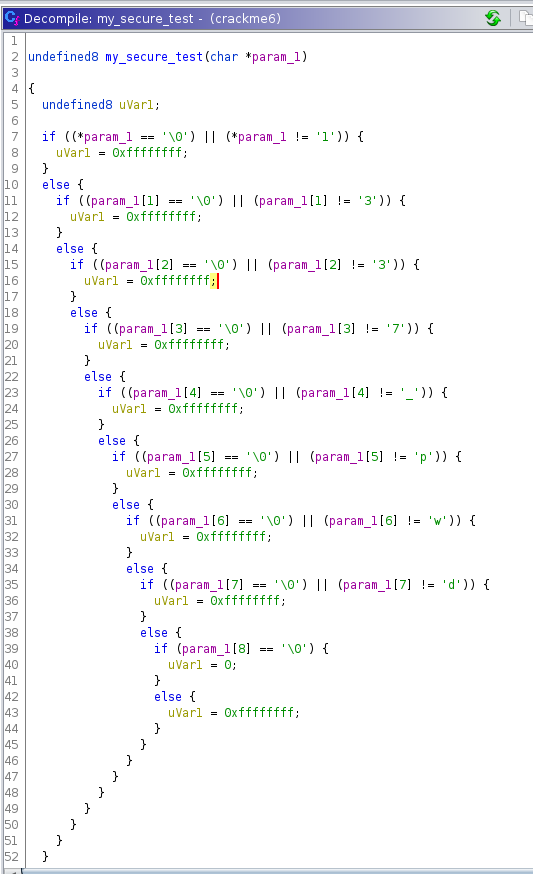 Decompile: my_secure_test - (crackme6)
1
2 undefined8 my_secure_test(char *param_1)
3
4 {
5   undefined8 uVar1;
6
7   if ((*param_1 == '\0') || (*param_1 != '1')) {
8     uVar1 = 0xffffffff;
9   }
10   else {
11     if ((param_1[1] == '\0') || (param_1[1] != '3')) {
12       uVar1 = 0xffffffff;
13     }
14     else {
15       if ((param_1[2] == '\0') || (param_1[2] != '3')) {
16         uVar1 = 0xffffffff;
17       }
18       else {
19         if ((param_1[3] == '\0') || (param_1[3] != '7')) {
20           uVar1 = 0xffffffff;
21         }
22         else {
23           if ((param_1[4] == '\0') || (param_1[4] != '_')) {
24             uVar1 = 0xffffffff;
25           }
26           else {
27             if ((param_1[5] == '\0') || (param_1[5] != 'p')) {
28               uVar1 = 0xffffffff;
29             }
30             else {
31               if ((param_1[6] == '\0') || (param_1[6] != 'w')) {
32                 uVar1 = 0xffffffff;
33               }
34               else {
35                 if ((param_1[7] == '\0') || (param_1[7] != 'd')) {
36                   uVar1 = 0xffffffff;
37                 }
38                 else {
39                   if (param_1[8] == '\0') {
40                     uVar1 = 0;
41                   }
42                   else {
43                     uVar1 = 0xffffffff;
44                   }
45                 }
46               }
47             }
48           }
49         }
50       }
51     }
52   }